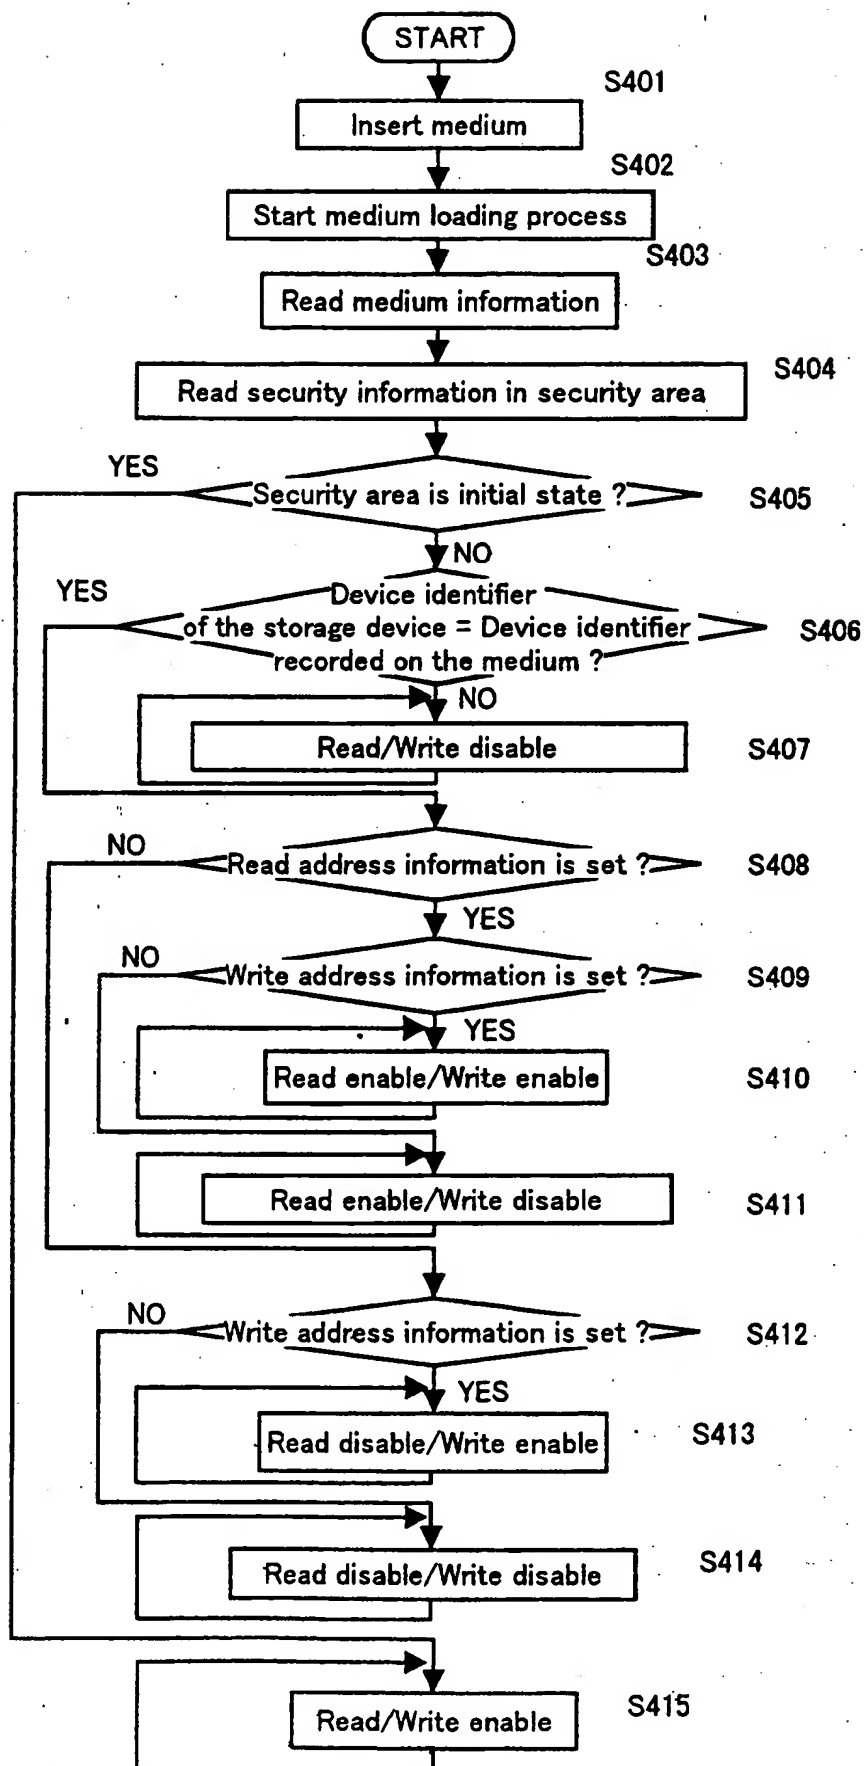 START
S401
Insert medium
S402
Start medium loading process
S403
Read medium information
S404
Read security information in security area
YES
Security area is initial state ?
S405
NO
YES
Device identifier
of the storage device = Device identifier
recorded on the medium ?
S406
NO
Read/Write disable
S407
NO
Read address information is set ?
S408
YES
NO
Write address information is set ?
S409
YES
Read enable/Write enable
S410
Read enable/Write disable
S411
NO
Write address information is set ?
S412
YES
Read disable/Write enable
S413
Read disable/Write disable
S414
Read/Write enable
S415